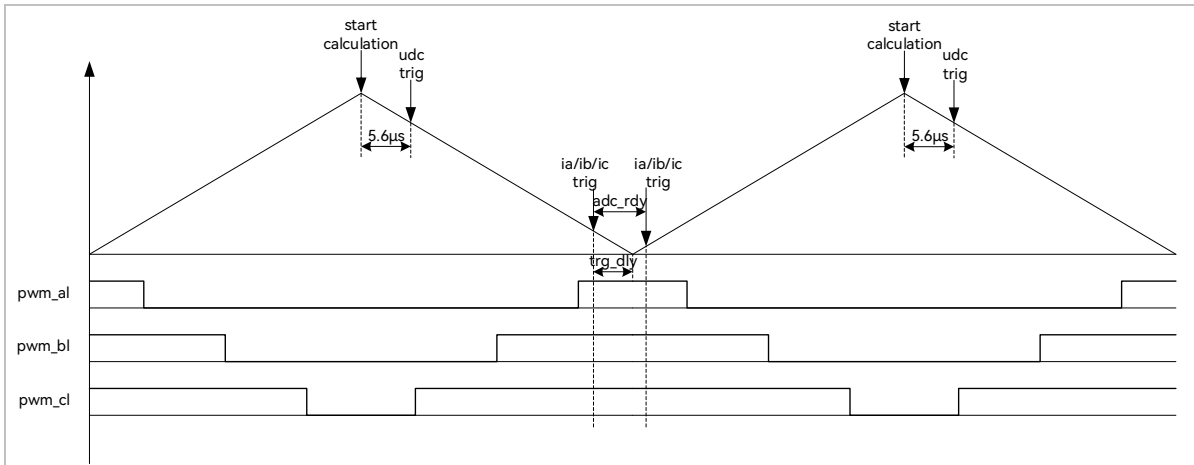 start
calculation
udc
trig
5.6µs
ia/ib/ic
trig
ia/ib/ic
trig
adc_rdy
trg_dly
start
calculation
udc
trig
5.6µs
pwm_al
pwm_bl
pwm_cl